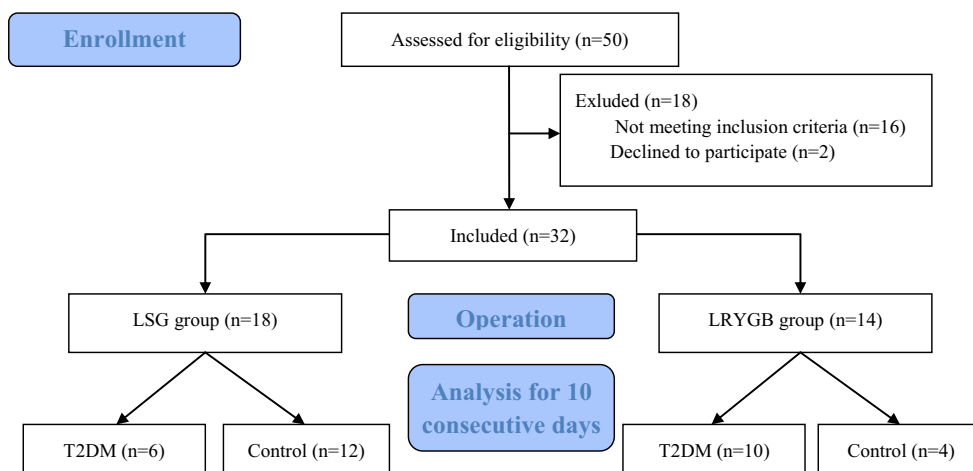 Enrollment
Assessed for eligibility (n=50)
Exluded (n=18)
Not meeting inclusion criteria (n=16)
Declined to participate (n=2)
Included (n=32)
LSG group (n=18)
Operation
LRYGB group (n=14)
Analysis for 10
consecutive days
T2DM (n=6)
Control (n=12)
T2DM (n=10)
Control (n=4)